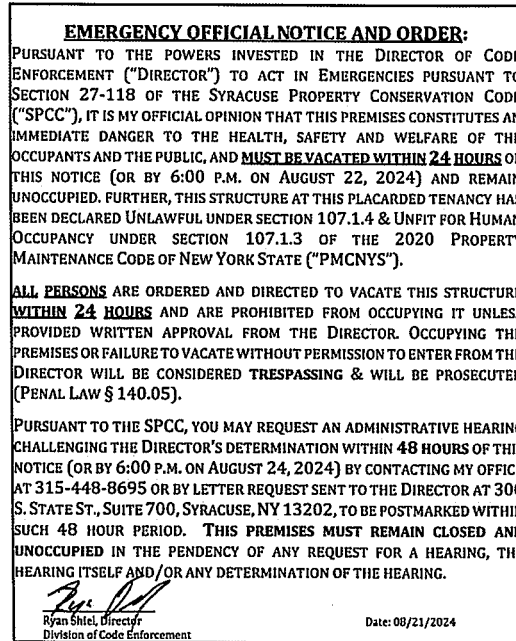 EMERGENCY OFFICIAL NOTICE AND ORDER:
PURSUANT TO THE POWERS INVESTED IN THE DIRECTOR OF CODE
ENFORCEMENT ("DIRECTOR") TO ACT IN EMERGENCIES PURSUANT TO
SECTION 27-118 OF THE SYRACUSE PROPERTY CONSERVATION CODE
("SPCC"), IT IS MY OFFICIAL OPINION THAT THIS PREMISES CONSTITUTES AN
IMMEDIATE DANGER TO THE HEALTH, SAFETY AND WELFARE OF THE
OCCUPANTS AND THE PUBLIC, AND MUST BE VACATED WITHIN 24 HOURS OF
THIS NOTICE (OR BY 6:00 P.M. ON AUGUST 22, 2024) AND REMAIN
UNOCCUPIED. FURTHER, THIS STRUCTURE AT THIS PLACARDED TENANCY HAS
BEEN DECLARED UNLAWFUL UNDER SECTION 107.1.4 & UNFIT FOR HUMAN
OCCUPANCY UNDER SECTION 107.1.3 OF THE 2020 PROPERTY
MAINTENANCE CODE OF NEW YORK STATE ("PMCNYS").
ALL PERSONS ARE ORDERED AND DIRECTED TO VACATE THIS STRUCTURE
WITHIN 24 HOURS AND ARE PROHIBITED FROM OCCUPYING IT UNLESS
PROVIDED WRITTEN APPROVAL FROM THE DIRECTOR. OCCUPYING THE
PREMISES OR FAILURE TO VACATE WITHOUT PERMISSION TO ENTER FROM THE
DIRECTOR WILL BE CONSIDERED TRESPASSING & WILL BE PROSECUTED
(PENAL LAW § 140.05).
PURSUANT TO THE SPCC, YOU MAY REQUEST AN ADMINISTRATIVE HEARING
CHALLENGING THE DIRECTOR'S DETERMINATION WITHIN 48 HOURS OF THIS
NOTICE (OR BY 6:00 P.M. ON AUGUST 24, 2024) BY CONTACTING MY OFFICE
AT 315-448-8695 OR BY LETTER REQUEST SENT TO THE DIRECTOR AT 300
S. STATE ST., SUITE 700, SYRACUSE, NY 13202, TO BE POSTMARKED WITHIN
SUCH 48 HOUR PERIOD. THIS PREMISES MUST REMAIN CLOSED AND
UNOCCUPIED IN THE PENDENCY OF ANY REQUEST FOR A HEARING, THE
HEARING ITSELF AND/OR ANY DETERMINATION OF THE HEARING.
Ryan Shiel, Director
Division of Code Enforcement
Date: 08/21/2024